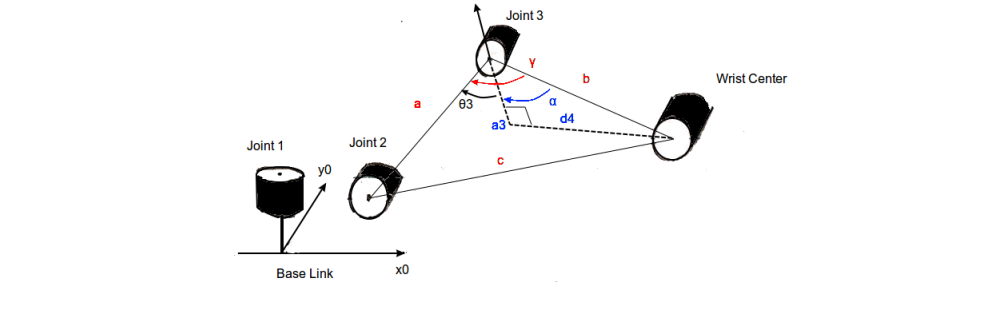 Joint 3
γ
b
Wrist Center
a
θ3
α
a3
d4
Joint 1
Joint 2
c
y0
Base Link
x0